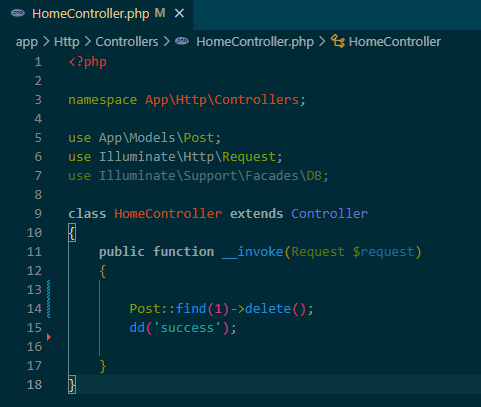 HomeController.php M ×
app > Http > Controllers > HomeController.php > HomeController
1 <?php
2
3 namespace App\Http\Controllers;
4
5 use App\Models\Post;
6 use Illuminate\Http\Request;
7 use Illuminate\Support\Facades\DB;
8
9 class HomeController extends Controller
10 {
11     public function __invoke(Request $request)
12     {
13
14         Post::find(1)->delete();
15         dd('success');
16
17     }
18 }